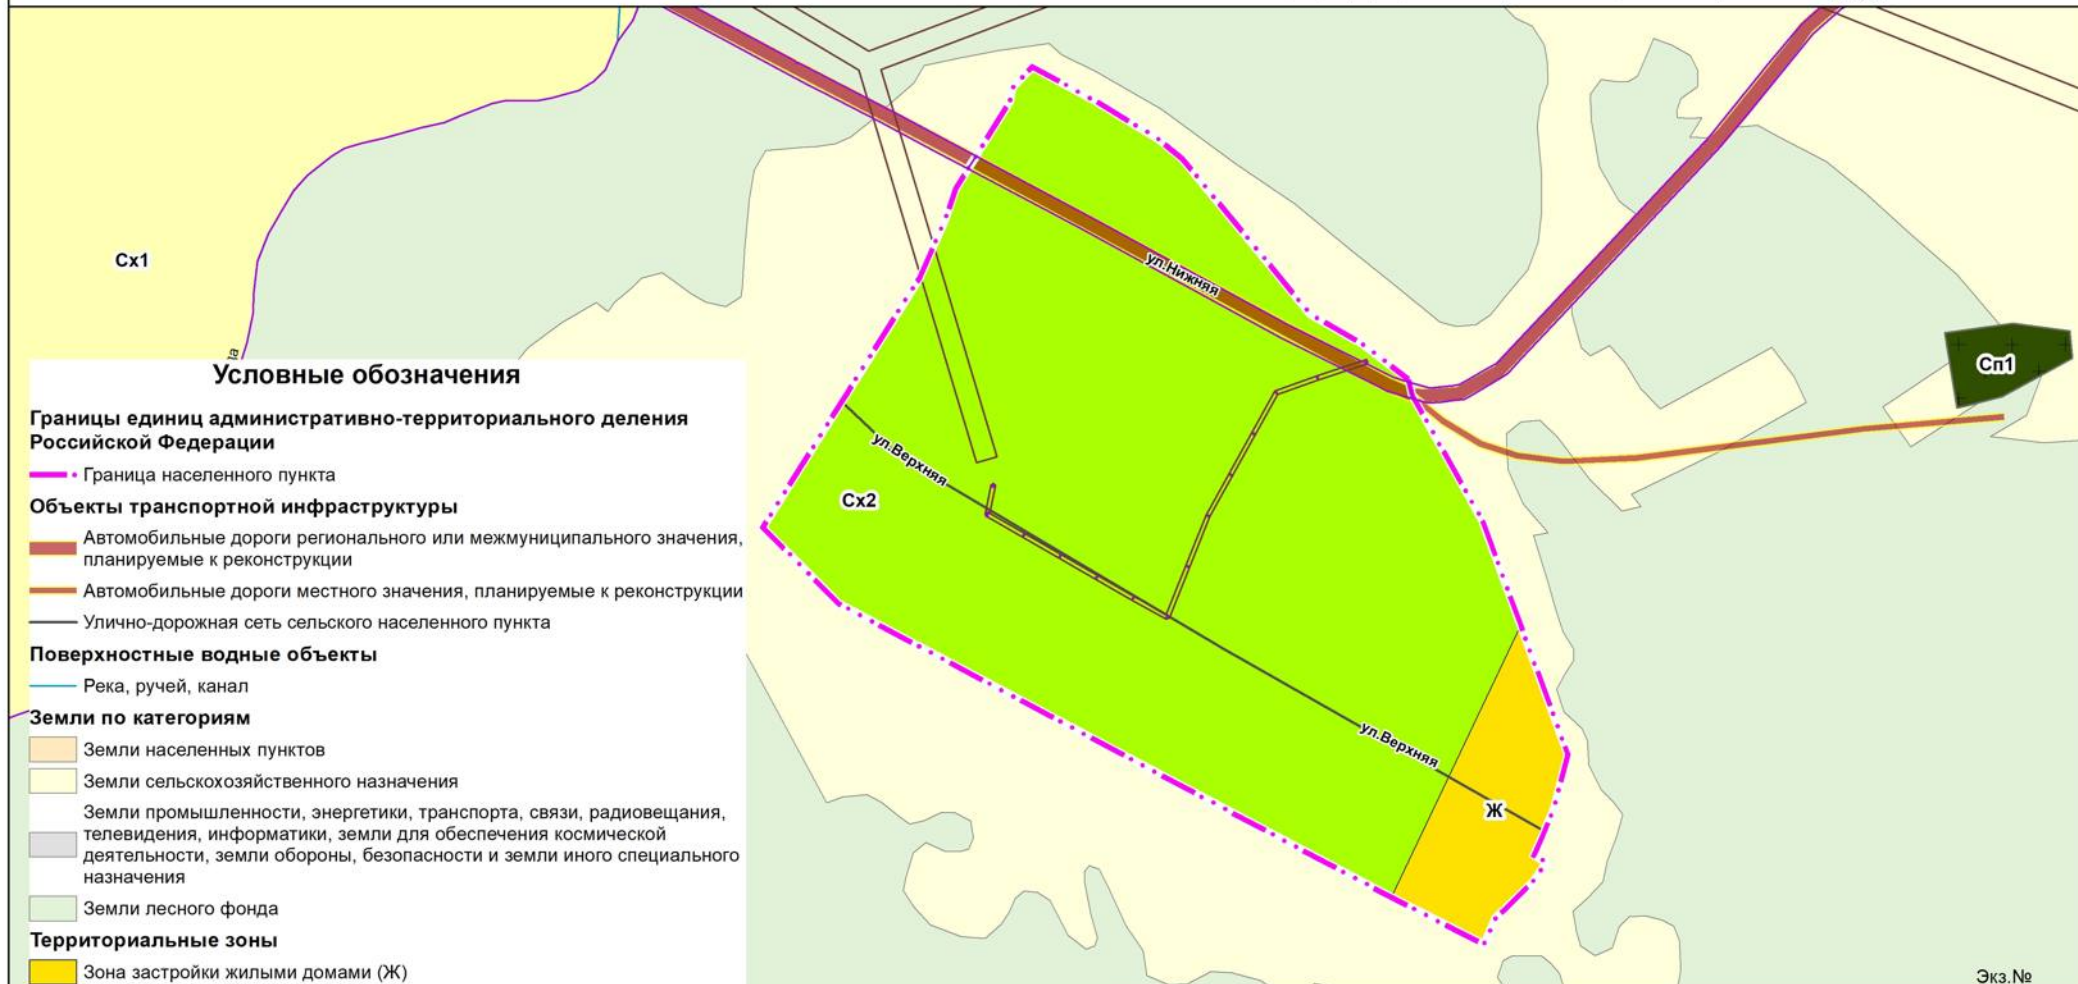 Сх1
ул.Нижняя
Сп1
ул.Верхняя
Сх2
ул.Верхняя
Ж
Условные обозначения
Границы единиц административно-территориального деления
Российской Федерации
Граница населенного пункта
Объекты транспортной инфраструктуры
Автомобильные дороги регионального или межмуниципального значения,
планируемые к реконструкции
Автомобильные дороги местного значения, планируемые к реконструкции
Улично-дорожная сеть сельского населенного пункта
Поверхностные водные объекты
Река, ручей, канал
Земли по категориям
Земли населенных пунктов
Земли сельскохозяйственного назначения
Земли промышленности, энергетики, транспорта, связи, радиовещания,
телевидения, информатики, земли для обеспечения космической
деятельности, земли обороны, безопасности и земли иного специального
назначения
Земли лесного фонда
Территориальные зоны
Зона застройки жилыми домами (Ж)
Экз.№